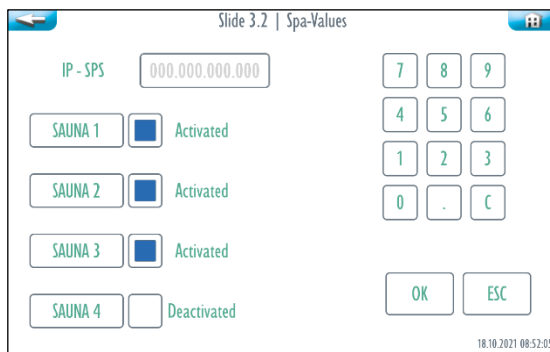 Slide 3.2 | Spa-Values
IP - SPS 000.000.000.000
SAUNA 1 Activated
SAUNA 2 Activated
SAUNA 3 Activated
SAUNA 4 Deactivated
7 8 9
4 5 6
1 2 3
0 . C
OK ESC
18.10.2021 08:52:05